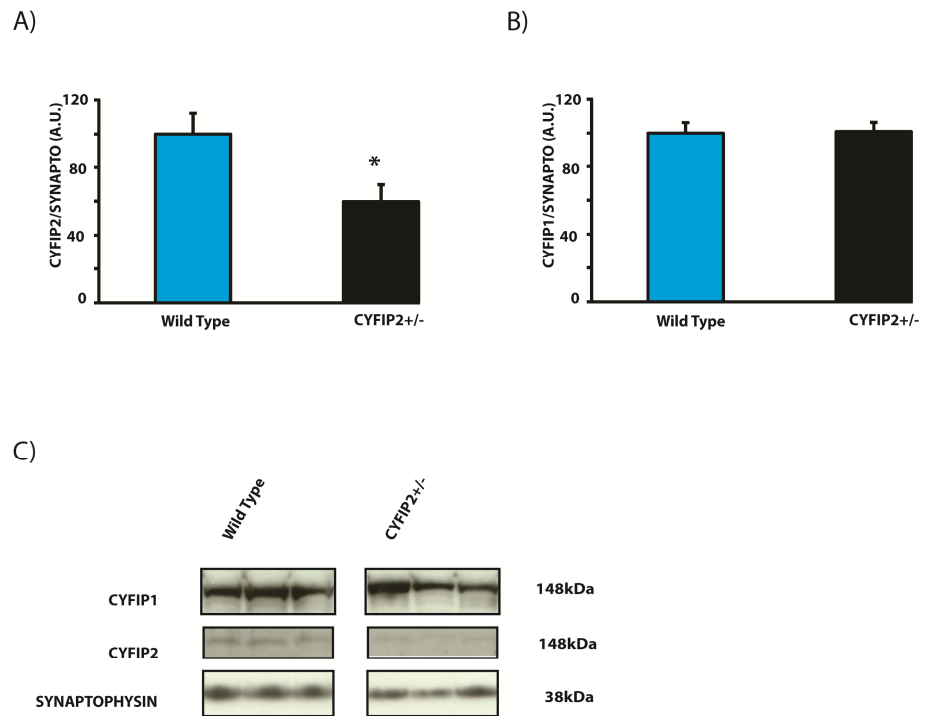 A)
B)
CYFIP2/SYNAPTO (A.U.)
120
80
40
0
*
Wild Type
CYFIP2+/-
CYFIP1/SYNAPTO (A.U.)
120
80
40
0
Wild Type
CYFIP2+/-
C)
Wild Type
CYFIP2+/-
CYFIP1
148kDa
CYFIP2
148kDa
SYNAPTOPHYSIN
38kDa